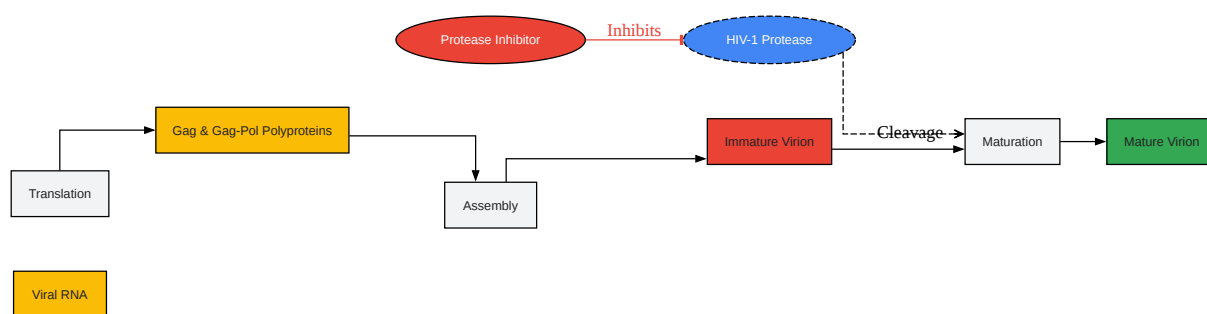 Protease Inhibitor
Inhibits
HIV-1 Protease
Gag & Gag-Pol Polyproteins
Cleavage
Immature Virion
Maturation
Mature Virion
Translation
Assembly
Viral RNA